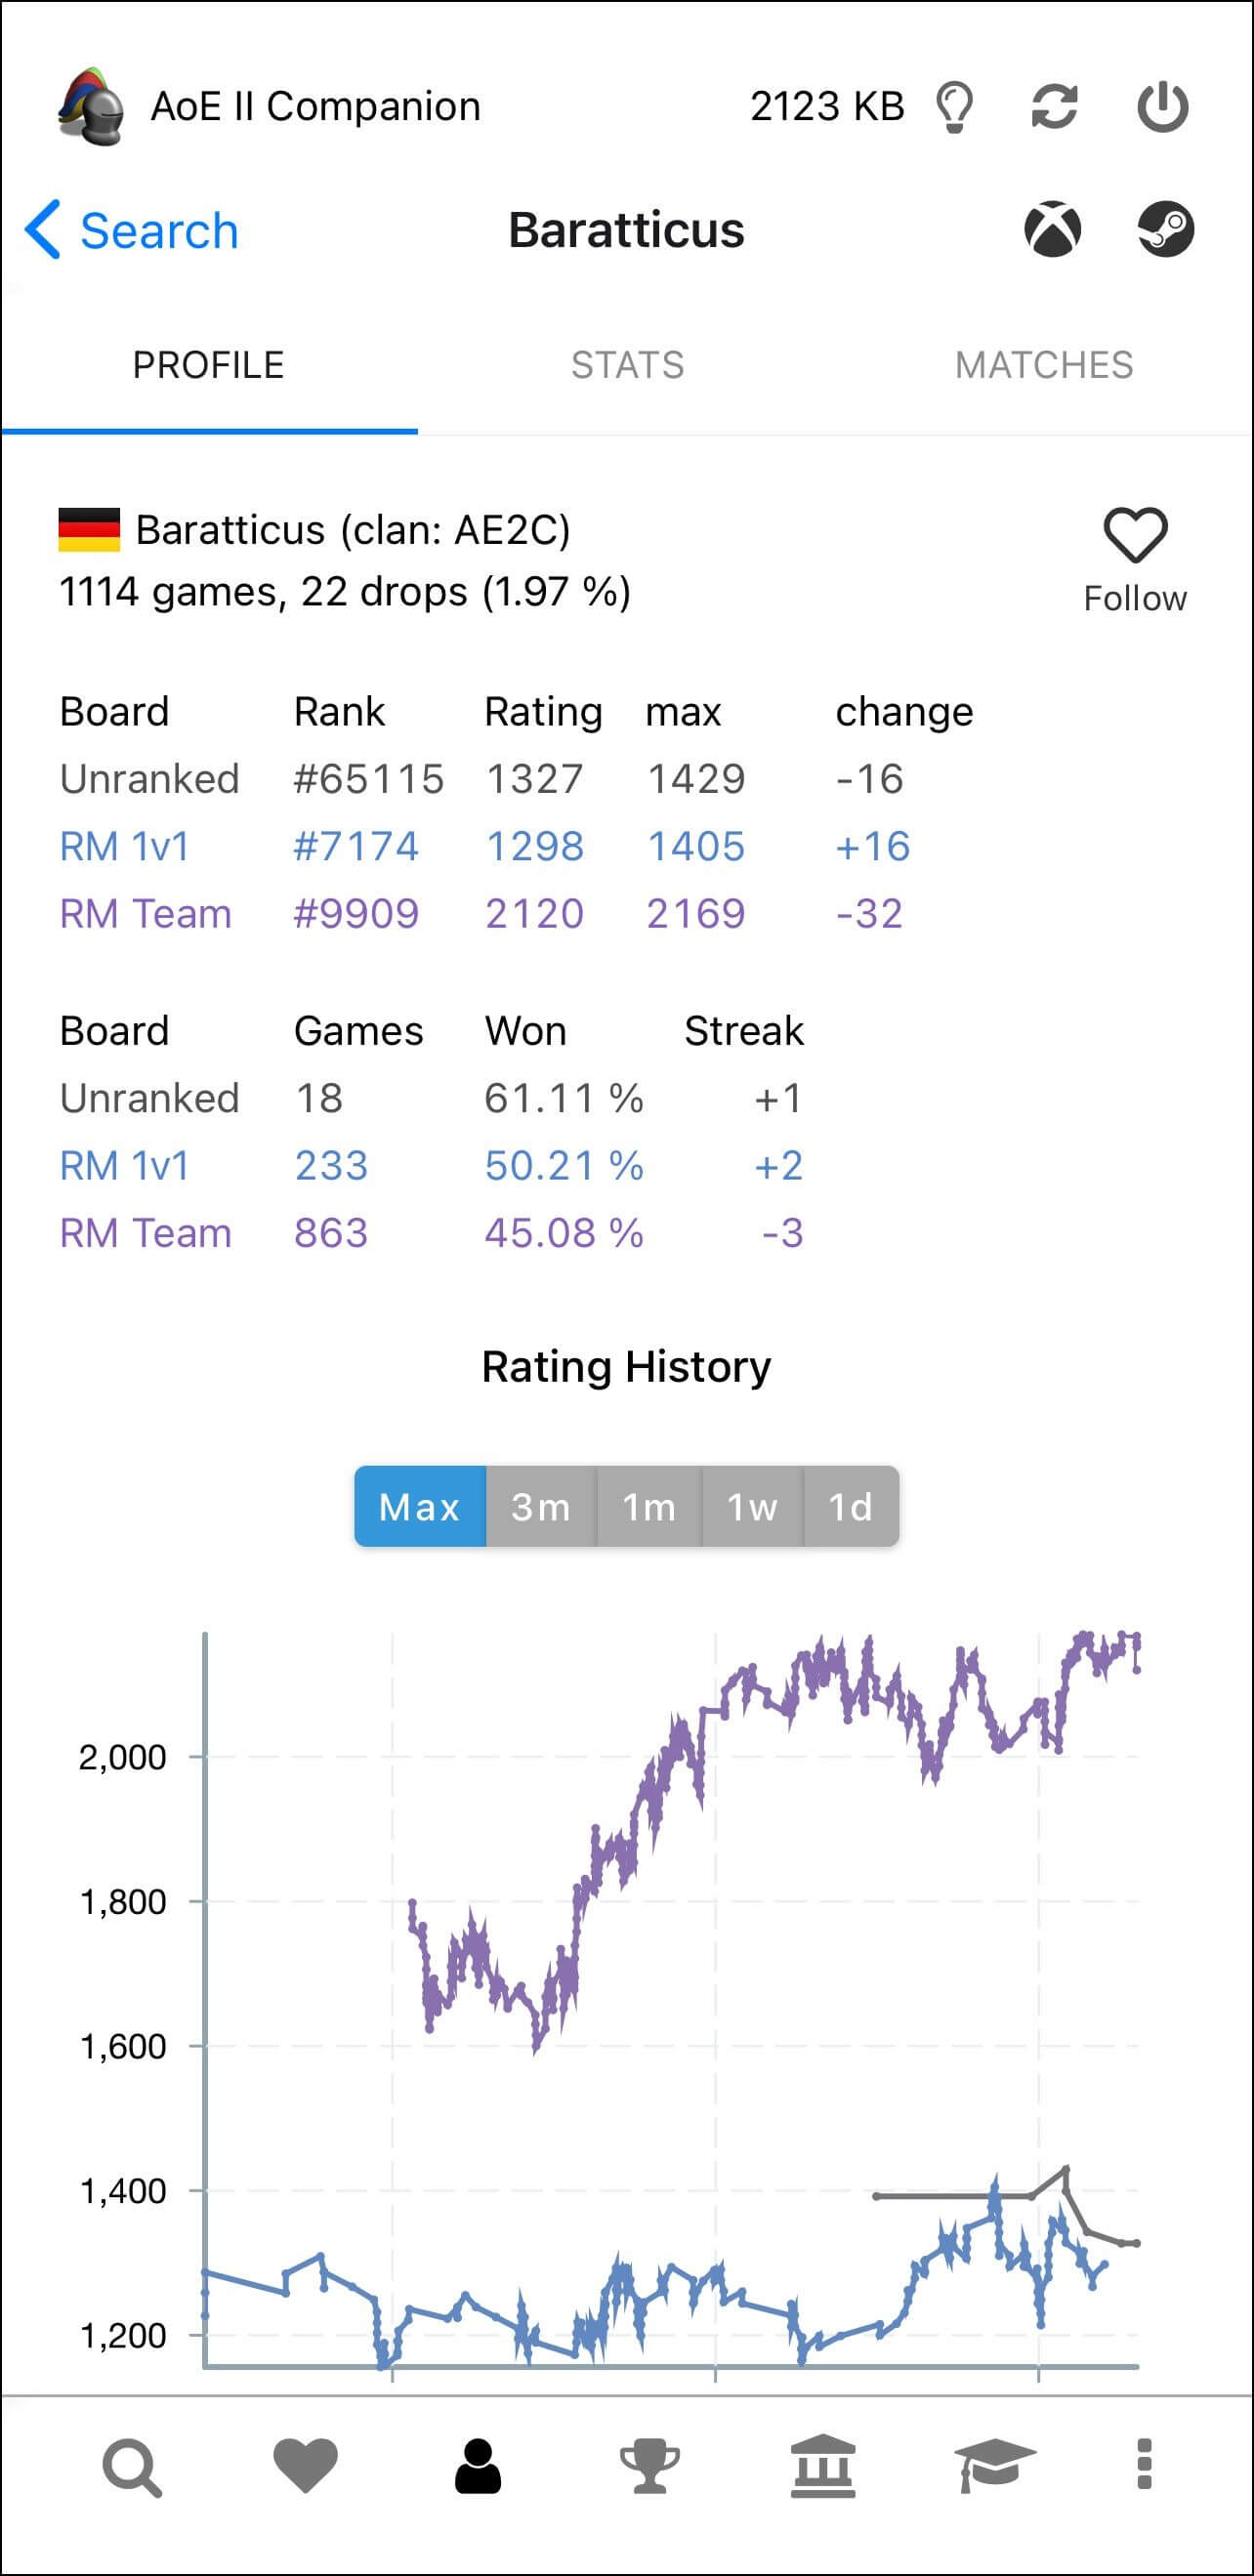 AoE II Companion 2123 KB
Search Baratticus
PROFILE STATS MATCHES
Baratticus (clan: AE2C)
1114 games, 22 drops (1.97 %)
Follow
Board Rank Rating max change
Unranked #65115 1327 1429 -16
RM 1v1 #7174 1298 1405 +16
RM Team #9909 2120 2169 -32
Board Games Won Streak
Unranked 18 61.11 % +1
RM 1v1 233 50.21 % +2
RM Team 863 45.08 % -3
Rating History
Max 3m 1m 1w 1d
2,000
1,800
1,600
1,400
1,200